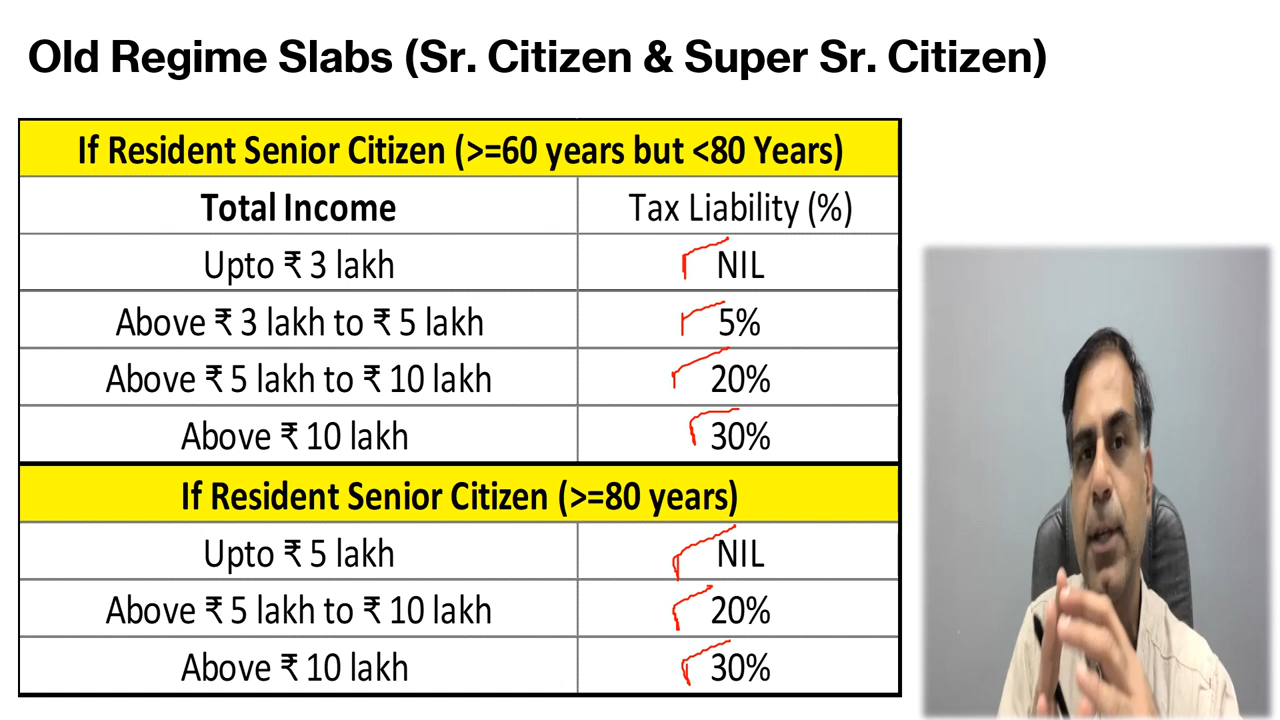 Old Regime Slabs (Sr. Citizen & Super Sr. Citizen)
If Resident Senior Citizen (>=60 years but <80 Years)
Total Income Tax Liability (%)
Upto ₹ 3 lakh NIL
Above ₹ 3 lakh to ₹ 5 lakh 5%
Above ₹ 5 lakh to ₹ 10 lakh 20%
Above ₹ 10 lakh 30%
If Resident Senior Citizen (>=80 years)
Upto ₹ 5 lakh NIL
Above ₹ 5 lakh to ₹ 10 lakh 20%
Above ₹ 10 lakh 30%